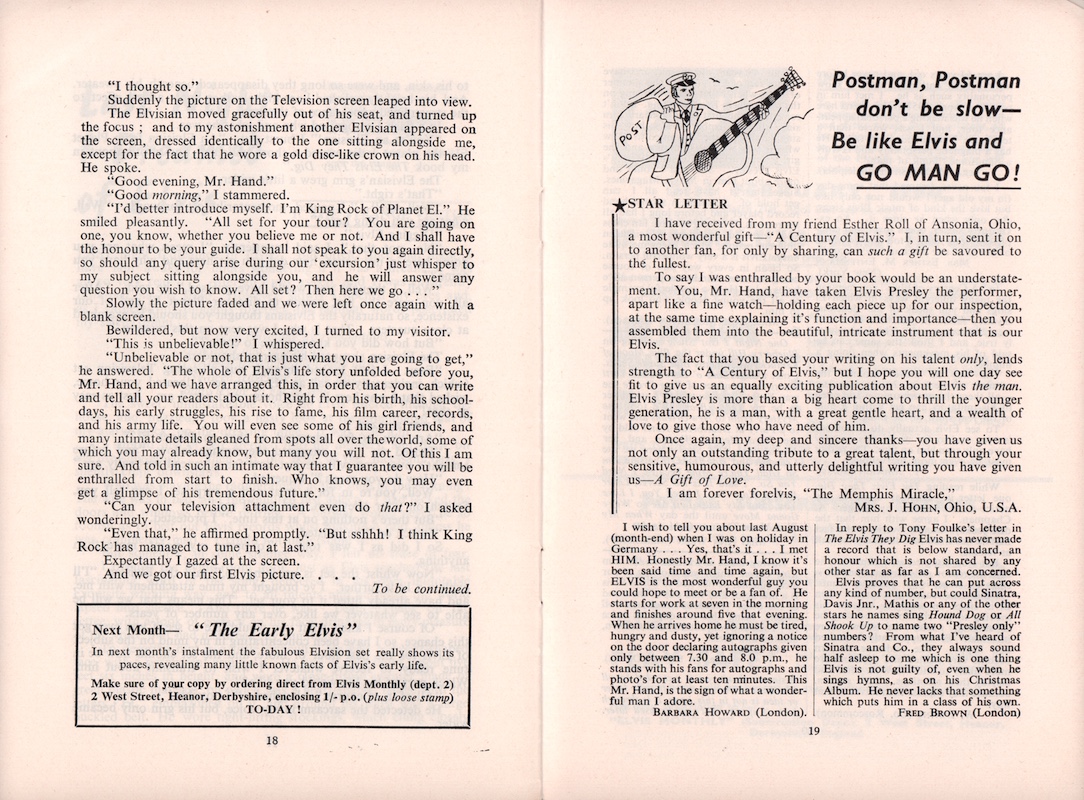 "I thought so."
Suddenly the picture on the Television screen leaped into view.
The Elvisian moved gracefully out of his seat, and turned up
the focus ; and to my astonishment another Elvisian appeared on
the screen, dressed identically to the one sitting alongside me,
except for the fact that he wore a gold disc-like crown on his head.
He spoke.
"Good evening, Mr. Hand."
"Good morning," I stammered.
"I'd better introduce myself. I'm King Rock of Planet El." He
smiled pleasantly. "All set for your tour? You are going on
one, you know, whether you believe me or not. And I shall have
the honour to be your guide. I shall not speak to you again directly,
so should any query arise during our 'excursion' just whisper to
my subject sitting alongside you, and he will answer any
question you wish to know. All set? Then here we go . . ."
Slowly the picture faded and we were left once again with a
blank screen.
Bewildered, but now very excited, I turned to my visitor.
"This is unbelievable!" I whispered.
"Unbelievable or not, that is just what you are going to get,"
he answered. "The whole of Elvis's life story unfolded before you,
Mr. Hand, and we have arranged this, in order that you can write
and tell all your readers about it. Right from his birth, his school-
days, his early struggles, his rise to fame, his film career, records,
and his army life. You will even see some of his girl friends, and
many intimate details gleaned from spots all over theworld, some of
which you may already know, but many you will not. Of this I am
sure. And told in such an intimate way that I guarantee you will be
enthralled from start to finish. Who knows, you may even
get a glimpse of his tremendous future."
"Can your television attachment even do that?" I asked
wonderingly.
"Even that," he affirmed promptly. "But sshhh! I think King
Rock has managed to tune in, at last."
Expectantly I gazed at the screen.
And we got our first Elvis picture. . . .
To be continued.
Next Month— "The Early Elvis"
In next month's instalment the fabulous Elvision set really shows its
paces, revealing many little known facts of Elvis's early life.
Make sure of your copy by ordering direct from Elvis Monthly (dept. 2)
2 West Street, Heanor, Derbyshire, enclosing 1/- p.o. (plus loose stamp)
TO-DAY !
18
POST
Postman, Postman
don't be slow—
Be like Elvis and
GO MAN GO!
★STAR LETTER
I have received from my friend Esther Roll of Ansonia, Ohio,
a most wonderful gift—"A Century of Elvis." I, in turn, sent it on
to another fan, for only by sharing, can such a gift be savoured to
the fullest.
To say I was enthralled by your book would be an understate-
ment. You, Mr. Hand, have taken Elvis Presley the performer,
apart like a fine watch—holding each piece up for our inspection,
at the same time explaining it's function and importance—then you
assembled them into the beautiful, intricate instrument that is our
Elvis.
The fact that you based your writing on his talent only, lends
strength to "A Century of Elvis," but I hope you will one day see
fit to give us an equally exciting publication about Elvis the man.
Elvis Presley is more than a big heart come to thrill the younger
generation, he is a man, with a great gentle heart, and a wealth of
love to give those who have need of him.
Once again, my deep and sincere thanks—you have given us
not only an outstanding tribute to a great talent, but through your
sensitive, humourous, and utterly delightful writing you have given
us—A Gift of Love.
I am forever forelvis, "The Memphis Miracle,"
MRS. J. HOHN, Ohio, U.S.A.
I wish to tell you about last August
(month-end) when I was on holiday in
Germany . . . Yes, that's it . . . I met
HIM. Honestly Mr. Hand, I know it's
been said time and time again, but
ELVIS is the most wonderful guy you
could hope to meet or be a fan of. He
starts for work at seven in the morning
and finishes around five that evening.
When he arrives home he must be tired,
hungry and dusty, yet ignoring a notice
on the door declaring autographs given
only between 7.30 and 8.0 p.m., he
stands with his fans for autographs and
photo's for at least ten minutes. This
Mr. Hand, is the sign of what a wonder-
ful man I adore.
BARBARA HOWARD (London).
In reply to Tony Foulke's letter in
The Elvis They Dig Elvis has never made
a record that is below standard, an
honour which is not shared by any
other star as far as I am concerned.
Elvis proves that he can put across
any kind of number, but could Sinatra,
Davis Jnr., Mathis or any of the other
stars he names sing Hound Dog or All
Shook Up to name two "Presley only"
numbers? From what I've heard of
Sinatra and Co., they always sound
half asleep to me which is one thing
Elvis is not guilty of, even when he
sings hymns, as on his Christmas
Album. He never lacks that something
which puts him in a class of his own.
FRED BROWN (London)
19